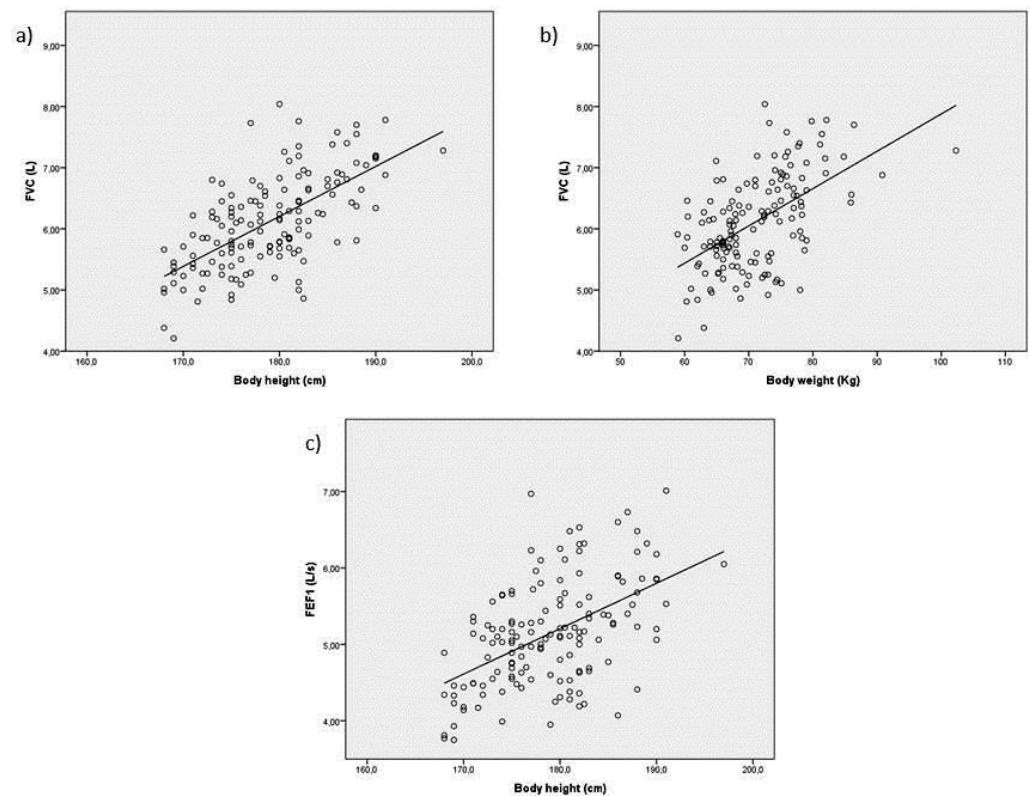 a)
9,00
8,00
7,00
6,00
5,00
4,00
FVC (L)
160,0 170,0 180,0 190,0 200,0
Body height (cm)
b)
9,00
8,00
7,00
6,00
5,00
4,00
FVC (L)
50 60 70 80 90 100 110
Body weight (Kg)
c)
7,00
6,00
5,00
4,00
FEF1 (L/s)
160,0 170,0 180,0 190,0 200,0
Body height (cm)